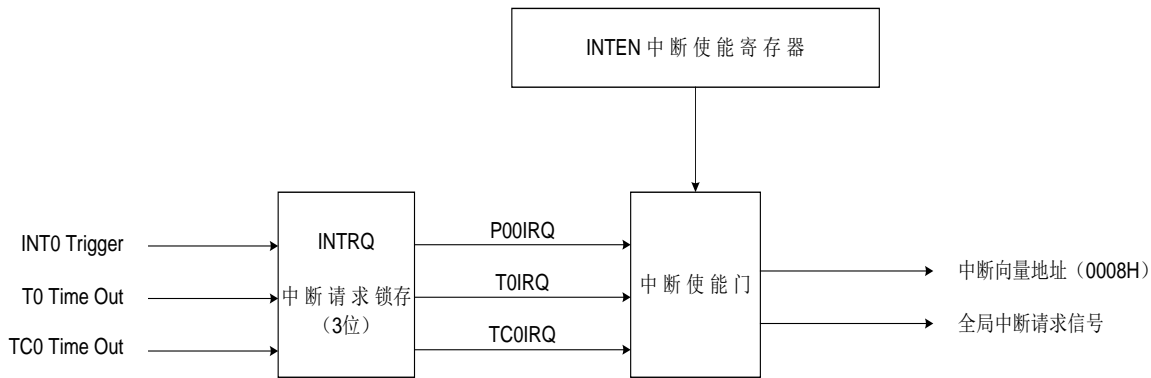 INTEN 中断使能寄存器
INT0 Trigger
T0 Time Out
TC0 Time Out
INTRQ
中断请求锁存
（3位）
P00IRQ
T0IRQ
TC0IRQ
中断使能门
中断向量地址（0008H）
全局中断请求信号